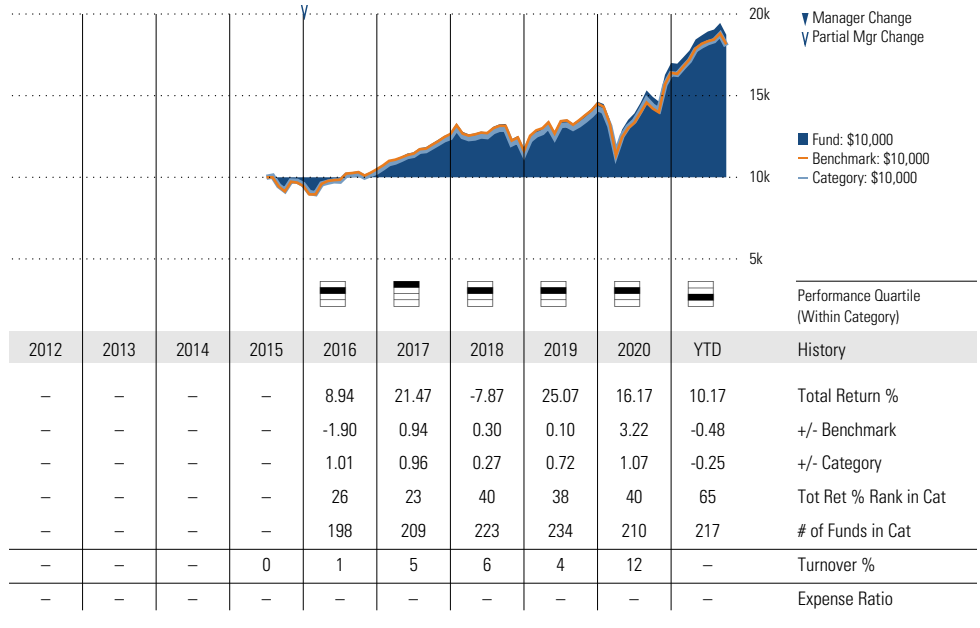 20k
▼ Manager Change
V Partial Mgr Change
15k
Fund: $10,000
Benchmark: $10,000
Category: $10,000
10k
5k
Performance Quartile
(Within Category)
2012 2013 2014 2015 2016 2017 2018 2019 2020 YTD History
– – – – 8.94 21.47 -7.87 25.07 16.17 10.17 Total Return %
– – – – -1.90 0.94 0.30 0.10 3.22 -0.48 +/- Benchmark
– – – – 1.01 0.96 0.27 0.72 1.07 -0.25 +/- Category
– – – – 26 23 40 38 40 65 Tot Ret % Rank in Cat
– – – – 198 209 223 234 210 217 # of Funds in Cat
– – – 0 1 5 6 4 12 – Turnover %
– – – – – – – – – – Expense Ratio